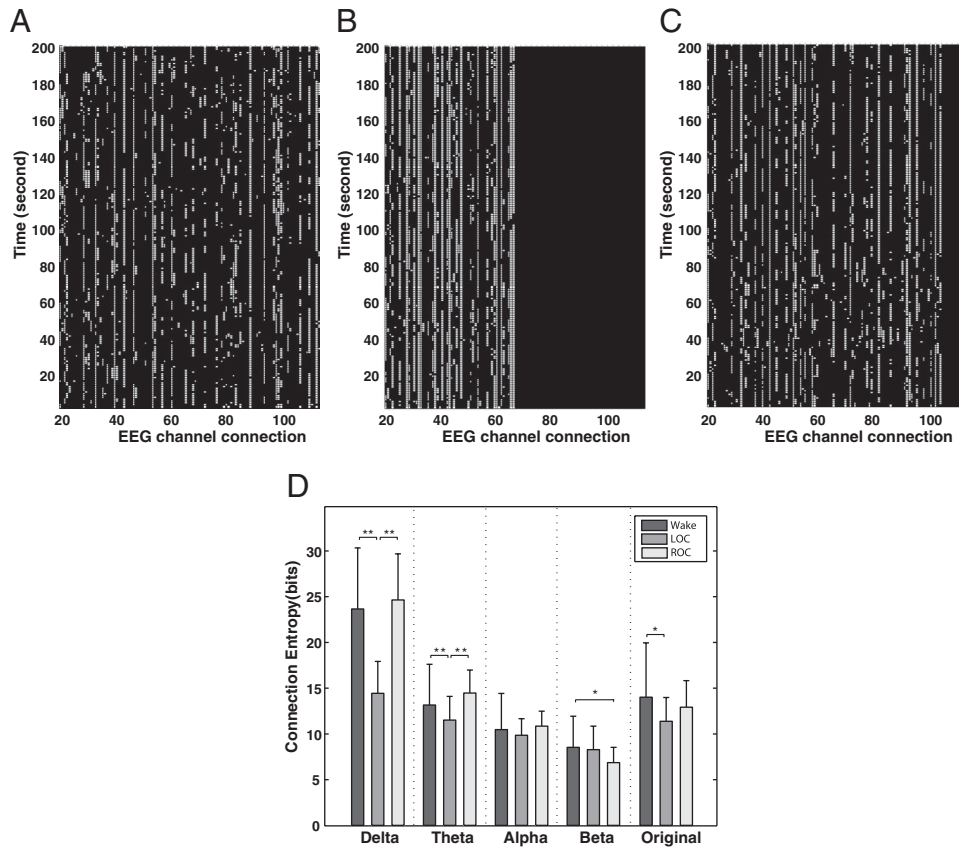 A
B
C
200
180
160
140
120
200
80
60
40
20
Time (second)
20 40 60 80 100
EEG channel connection
200
180
160
140
120
200
80
60
40
20
Time (second)
20 40 60 80 100
EEG channel connection
200
180
160
140
120
200
80
60
40
20
Time (second)
20 40 60 80 100
EEG channel connection
D
Connection Entropy(bits)
30
25
20
15
10
5
0
Wake
LOC
ROC
** **
** **
*
*
Delta Theta Alpha Beta Original